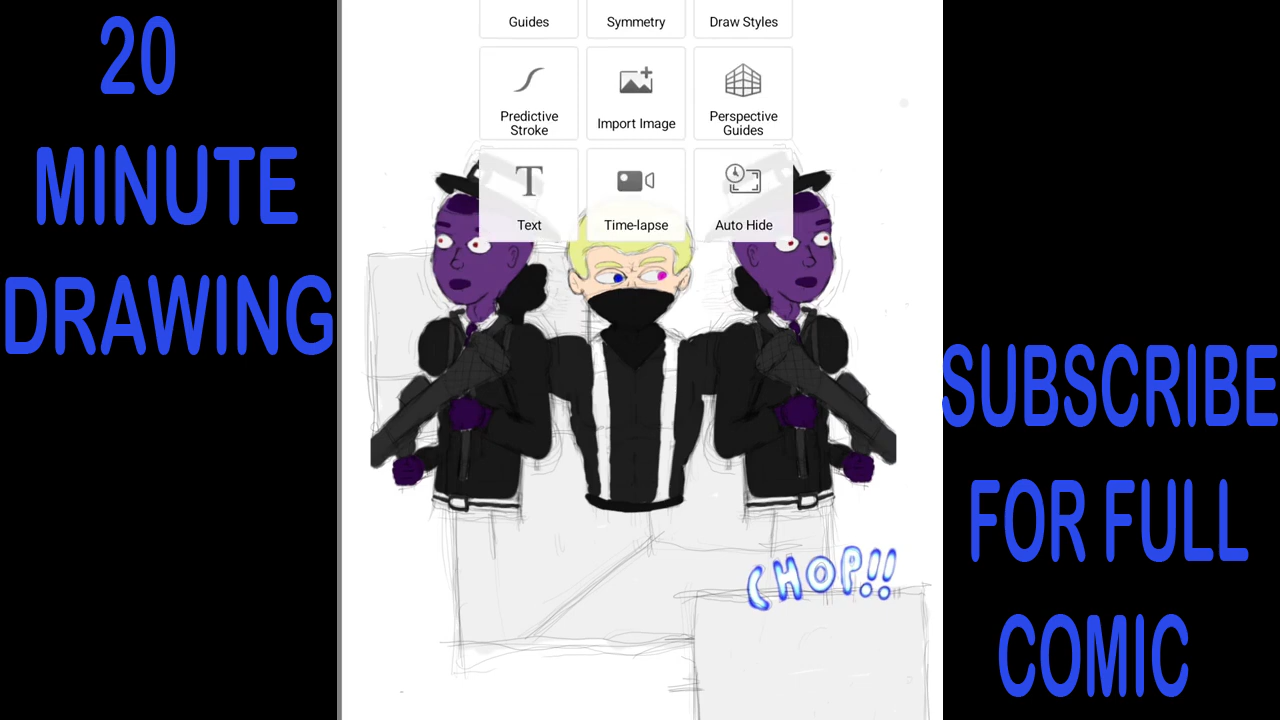 20
MINUTE
DRAWING
Guides
Symmetry
Draw Styles
Predictive
Stroke
Import Image
Perspective
Guides
T
Text
Time-lapse
Auto Hide
CHOP!!
SUBSCRIBE
FOR FULL
COMIC